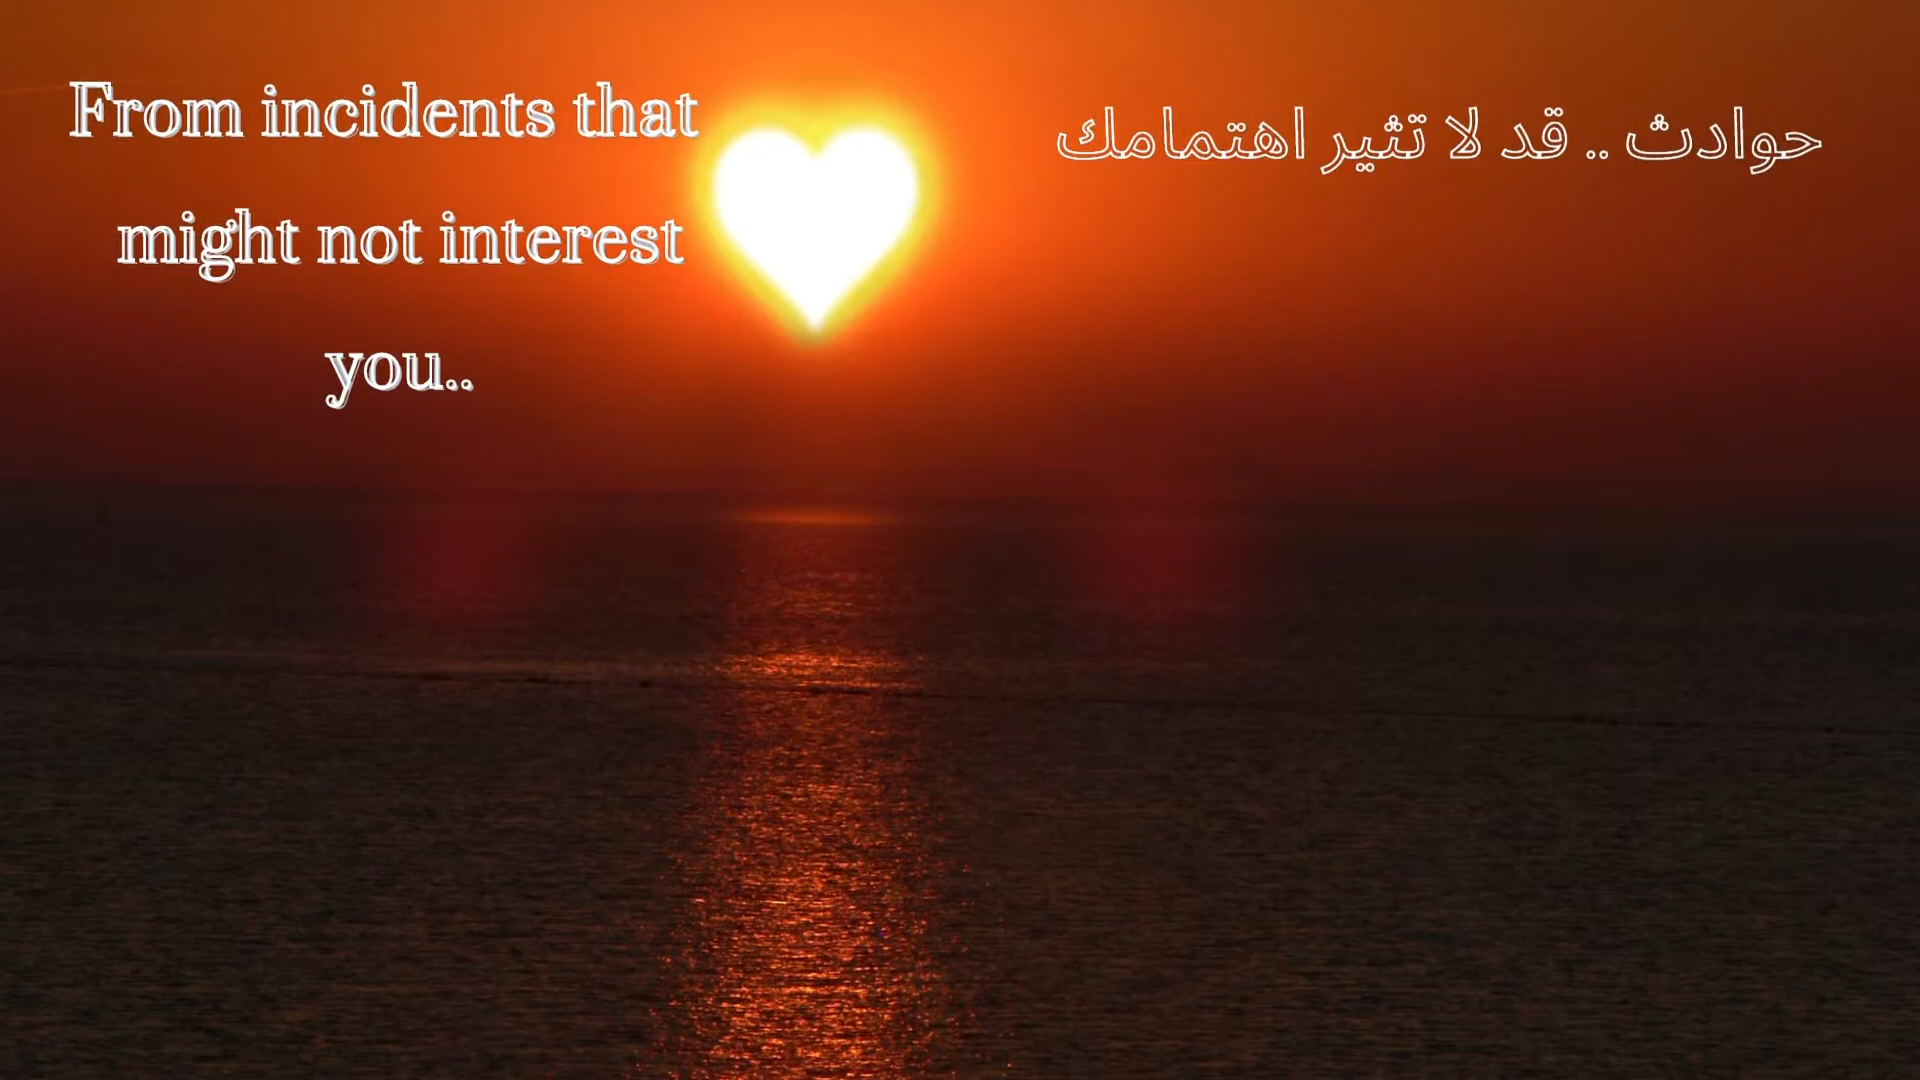 From incidents that
might not interest
you..
حوادث .. قد لا تثير اهتمامك